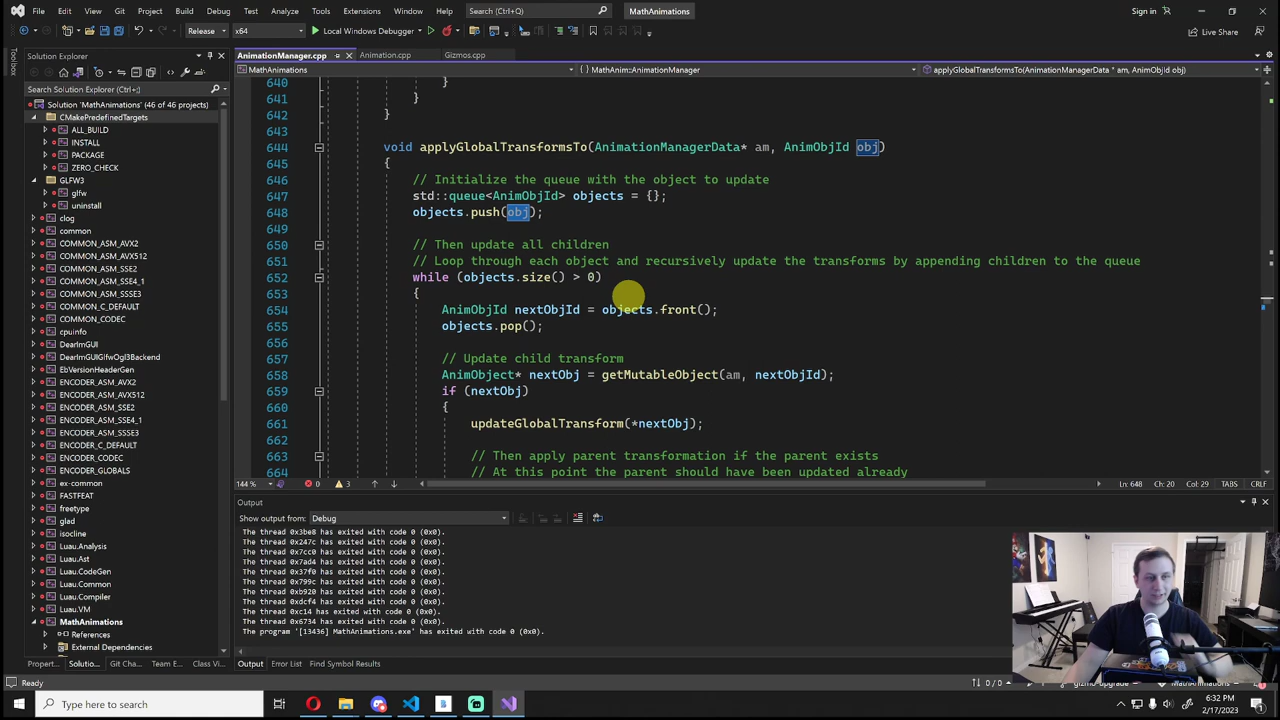 File Edit View Git Project Build Debug Test Analyze Tools Extensions Window Help Search (Ctrl+Q) MathAnimations Sign in
Release x64 Local Windows Debugger Live Share
Toolbox
Solution Explorer
Search Solution Explorer (Ctrl+;)
Solution 'MathAnimations' (46 of 46 projects)
CMakePredefinedTargets
ALL_BUILD
INSTALL
PACKAGE
ZERO_CHECK
GLFW3
glfw
uninstall
clog
common
COMMON_ASM_AVX2
COMMON_ASM_AVX512
COMMON_ASM_SSE2
COMMON_ASM_SSE4_1
COMMON_ASM_SSSE3
COMMON_C_DEFAULT
COMMON_CODEC
cpuinfo
DearImGUI
DearImGuiGlfwOgl3Backend
EbVersionHeaderGen
ENCODER_ASM_AVX2
ENCODER_ASM_AVX512
ENCODER_ASM_SSE2
ENCODER_ASM_SSE4_1
ENCODER_ASM_SSSE3
ENCODER_C_DEFAULT
ENCODER_CODEC
ENCODER_GLOBALS
ex-common
FASTFEAT
freetype
glad
isocline
Luau.Analysis
Luau.Ast
Luau.CodeGen
Luau.Common
Luau.Compiler
Luau.VM
MathAnimations
References
External Dependencies
Propert... Solutio... Git Cha... Team E... Class Vi...
AnimationManager.cpp Animation.cpp Gizmos.cpp
MathAnimations MathAnim::AnimationManager applyGlobalTransformsTo(AnimationManagerData * am, AnimObjId obj)
640 }
641 }
642 }
643
644 void applyGlobalTransformsTo(AnimationManagerData* am, AnimObjId obj)
645 {
646 // Initialize the queue with the object to update
647 std::queue<AnimObjId> objects = {};
648 objects.push(obj);
649
650 // Then update all children
651 // Loop through each object and recursively update the transforms by appending children to the queue
652 while (objects.size() > 0)
653 {
654 AnimObjId nextObjId = objects.front();
655 objects.pop();
656
657 // Update child transform
658 AnimObject* nextObj = getMutableObject(am, nextObjId);
659 if (nextObj)
660 {
661 updateGlobalTransform(*nextObj);
662
663 // Then apply parent transformation if the parent exists
664 // At this point the parent should have been updated already
144 % 0 3 Ln: 648 Ch: 20 Col: 29 TABS CRLF
Output
Show output from: Debug
The thread 0x3be8 has exited with code 0 (0x0).
The thread 0x247c has exited with code 0 (0x0).
The thread 0x7cc0 has exited with code 0 (0x0).
The thread 0x7ad4 has exited with code 0 (0x0).
The thread 0x37f0 has exited with code 0 (0x0).
The thread 0x799c has exited with code 0 (0x0).
The thread 0xb920 has exited with code 0 (0x0).
The thread 0xdcf4 has exited with code 0 (0x0).
The thread 0xc14 has exited with code 0 (0x0).
The thread 0x6734 has exited with code 0 (0x0).
The program '[13436] MathAnimations.exe' has exited with code 0 (0x0).
Output Error List Find Symbol Results
Ready 0 / 0
Type here to search
6:32 PM
2/17/2023